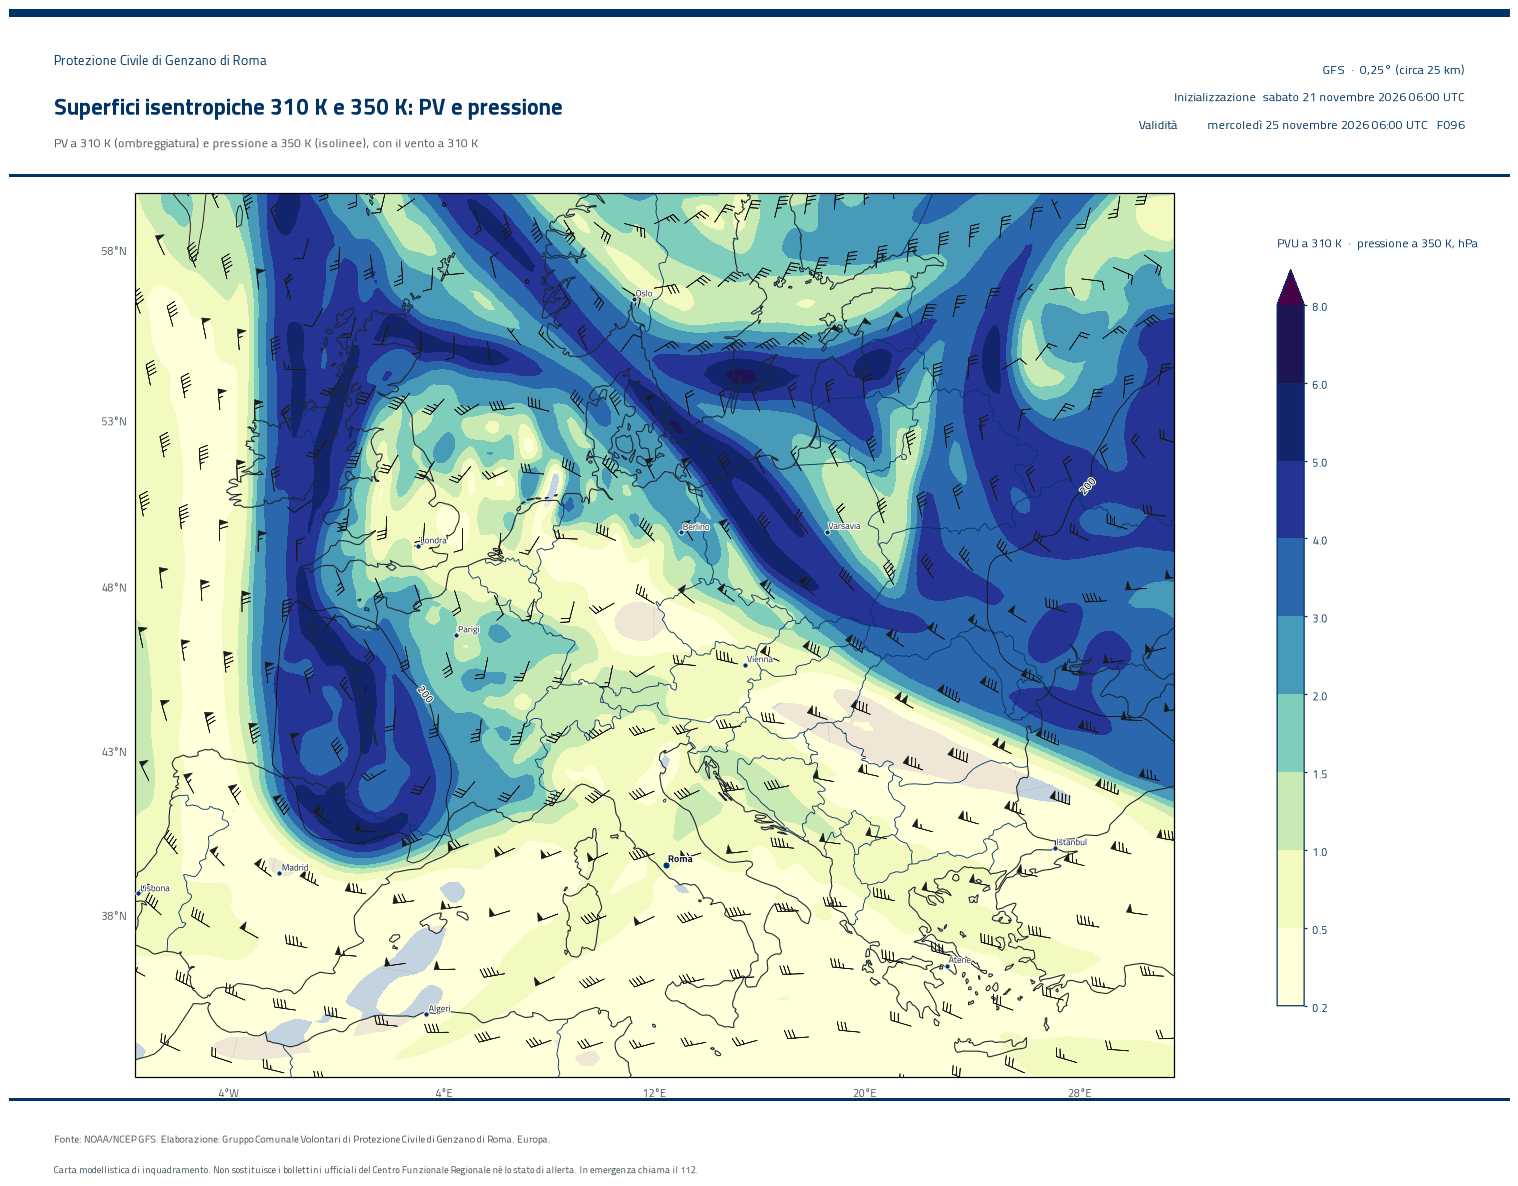 Protezione Civile di Genzano di Roma
Superfici isentropiche 310 K e 350 K: PV e pressione
PV a 310 K (ombreggiatura) e pressione a 350 K (isolinee), con il vento a 310 K
GFS · 0,25° (circa 25 km)
Inizializzazione sabato 21 novembre 2026 06:00 UTC
Validità mercoledì 25 novembre 2026 06:00 UTC F096
58°N
53°N
48°N
43°N
38°N
4°W
4°E
12°E
20°E
28°E
Oslo
200
Berlino
Varsavia
Londra
Parigi
Vienna
200
Roma
Istanbul
Madrid
Lisbona
Atene
Algeri
PVU a 310 K · pressione a 350 K, hPa
8.0
6.0
5.0
4.0
3.0
2.0
1.5
1.0
0.5
0.2
Fonte: NOAA/NCEP GFS. Elaborazione: Gruppo Comunale Volontari di Protezione Civile di Genzano di Roma. Europa.
Carta modellistica di inquadramento. Non sostituisce i bollettini ufficiali del Centro Funzionale Regionale né lo stato di allerta. In emergenza chiama il 112.